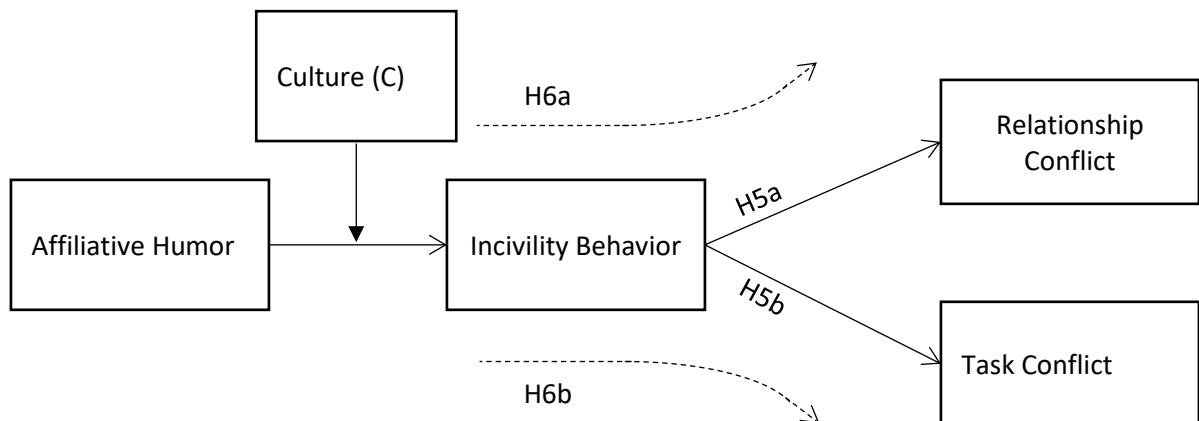 Culture (C)
H6a
Relationship
Conflict
Affiliative Humor
Incivility Behavior
H5a
H5b
Task Conflict
H6b